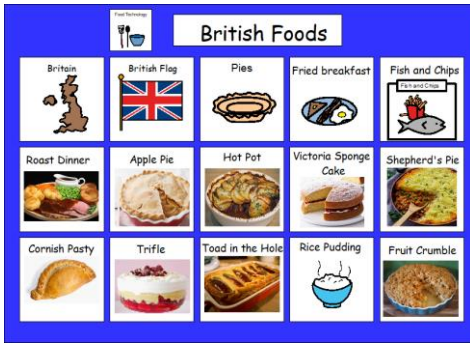 Food Technology
British Foods
Britain
British Flag
Pies
Fried breakfast
Fish and Chips
Fish and Chips
Roast Dinner
Apple Pie
Hot Pot
Victoria Sponge
Cake
Shepherd's Pie
Cornish Pasty
Trifle
Toad in the Hole
Rice Pudding
Fruit Crumble